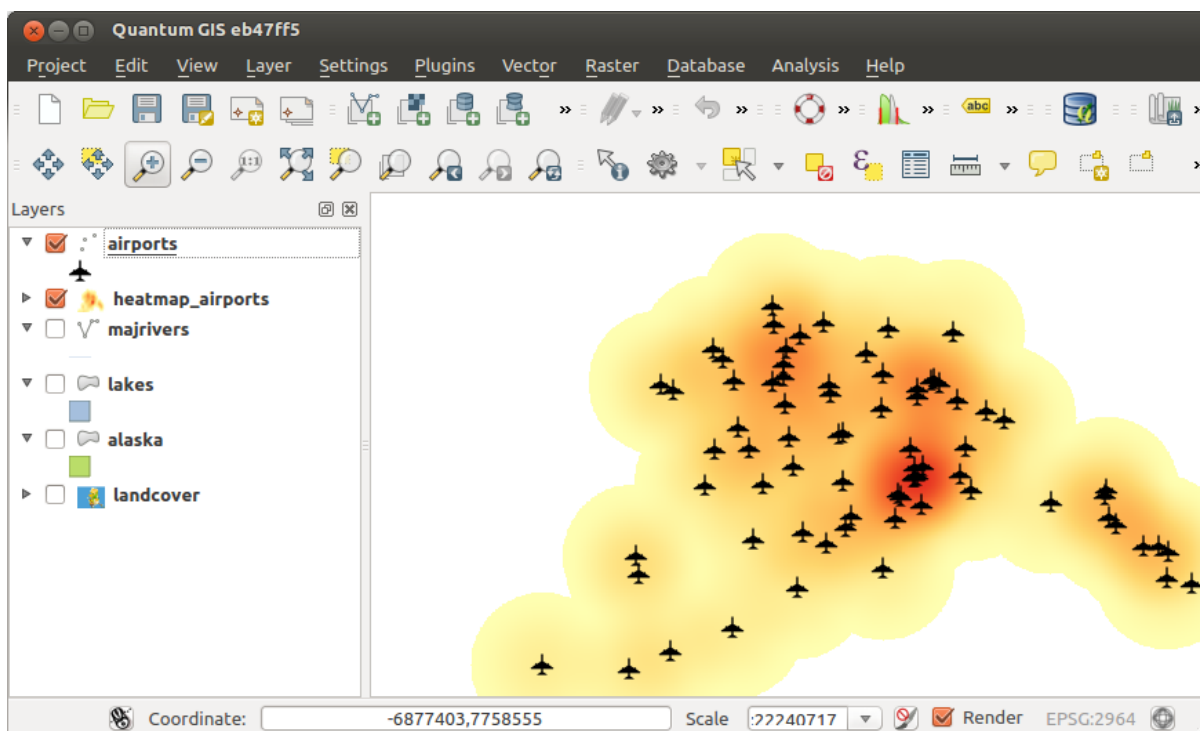 Quantum GIS eb47ff5
Project Edit View Layer Settings Plugins Vector Raster Database Analysis Help
abc
1:1
Layers
airports
heatmap_airports
majrivers
lakes
alaska
landcover
Coordinate: -6877403,7758555 Scale :22240717 Render EPSG:2964